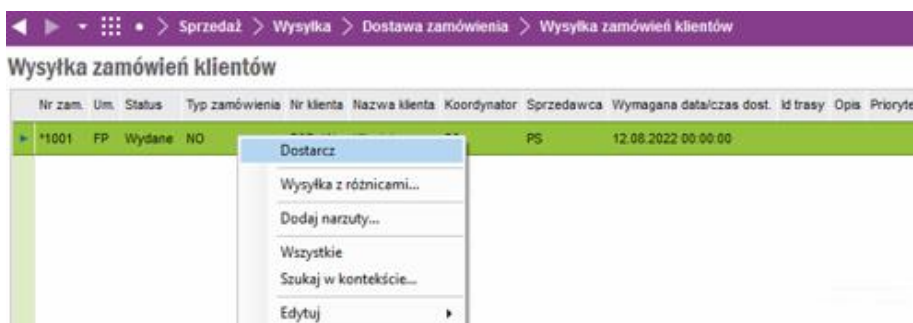 Sprzedaż > Wysyłka > Dostawa zamówienia > Wysyłka zamówień klientów
Wysyłka zamówień klientów
Nr zam. Um. Status Typ zamówienia Nr klienta Nazwa klienta Koordynator Sprzedawca Wymagana data/czas dost. Id trasy Opis Prioryte
*1001 FP Wydane NO PS 12.08.2022 00:00:00
Dostarcz
Wysyłka z różnicami...
Dodaj narzuty...
Wszystkie
Szukaj w kontekście...
Edytuj